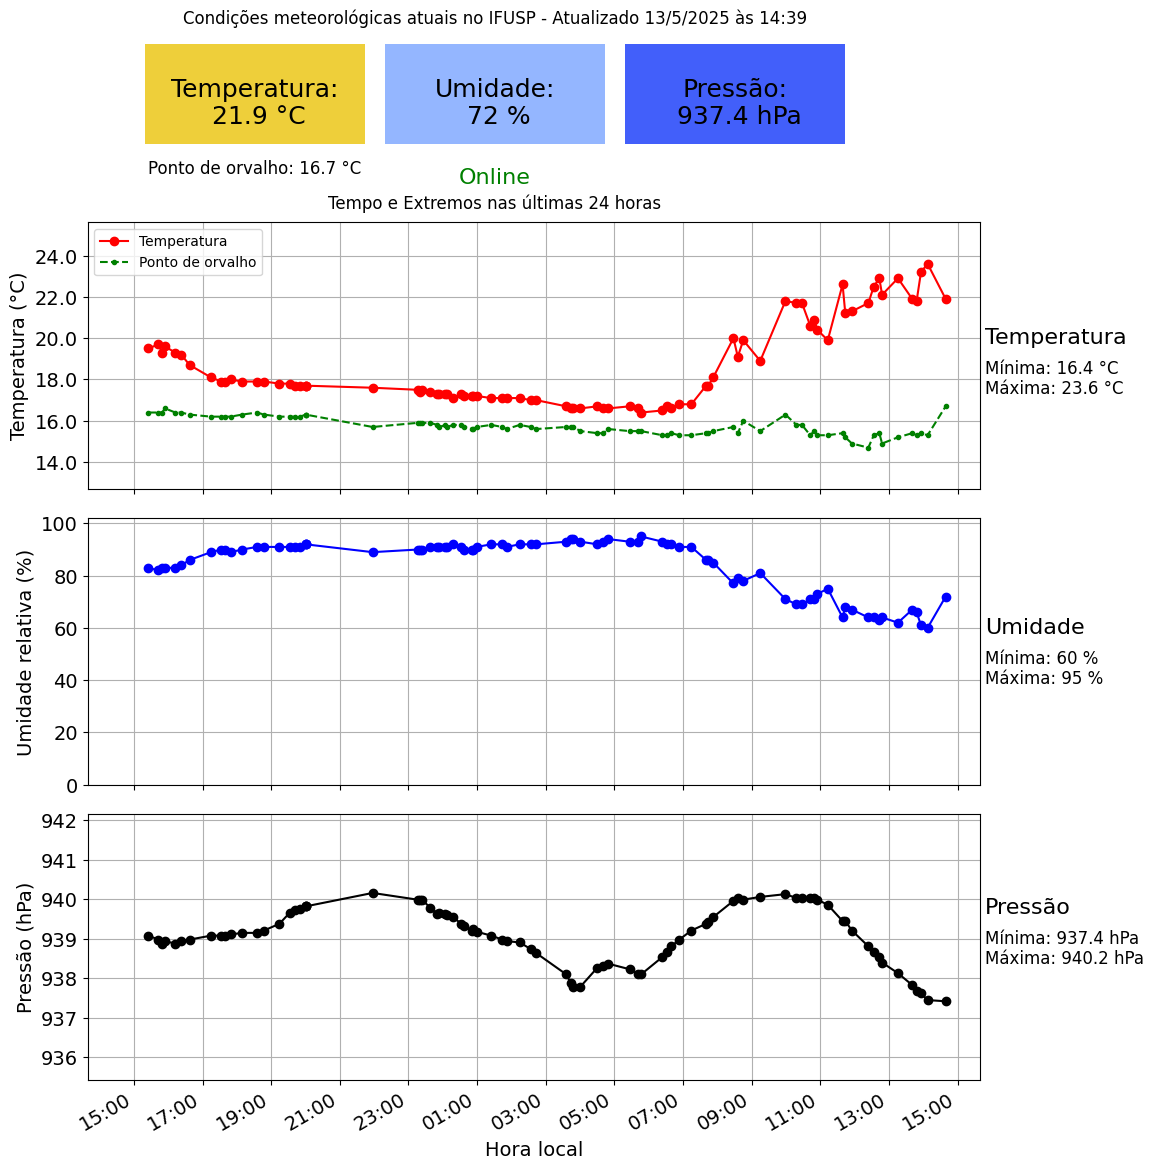 Condições meteorológicas atuais no IFUSP - Atualizado 13/5/2025 às 14:39
Temperatura:
21.9 °C
Umidade:
72 %
Pressão:
937.4 hPa
Ponto de orvalho: 16.7 °C
Online
Tempo e Extremos nas últimas 24 horas
Temperatura
Ponto de orvalho
Temperatura (°C)
24.0
22.0
20.0
18.0
16.0
14.0
Temperatura
Mínima: 16.4 °C
Máxima: 23.6 °C
Umidade relativa (%)
100
80
60
40
20
0
Umidade
Mínima: 60 %
Máxima: 95 %
Pressão (hPa)
942
941
940
939
938
937
936
Pressão
Mínima: 937.4 hPa
Máxima: 940.2 hPa
15:00 17:00 19:00 21:00 23:00 01:00 03:00 05:00 07:00 09:00 11:00 13:00 15:00
Hora local